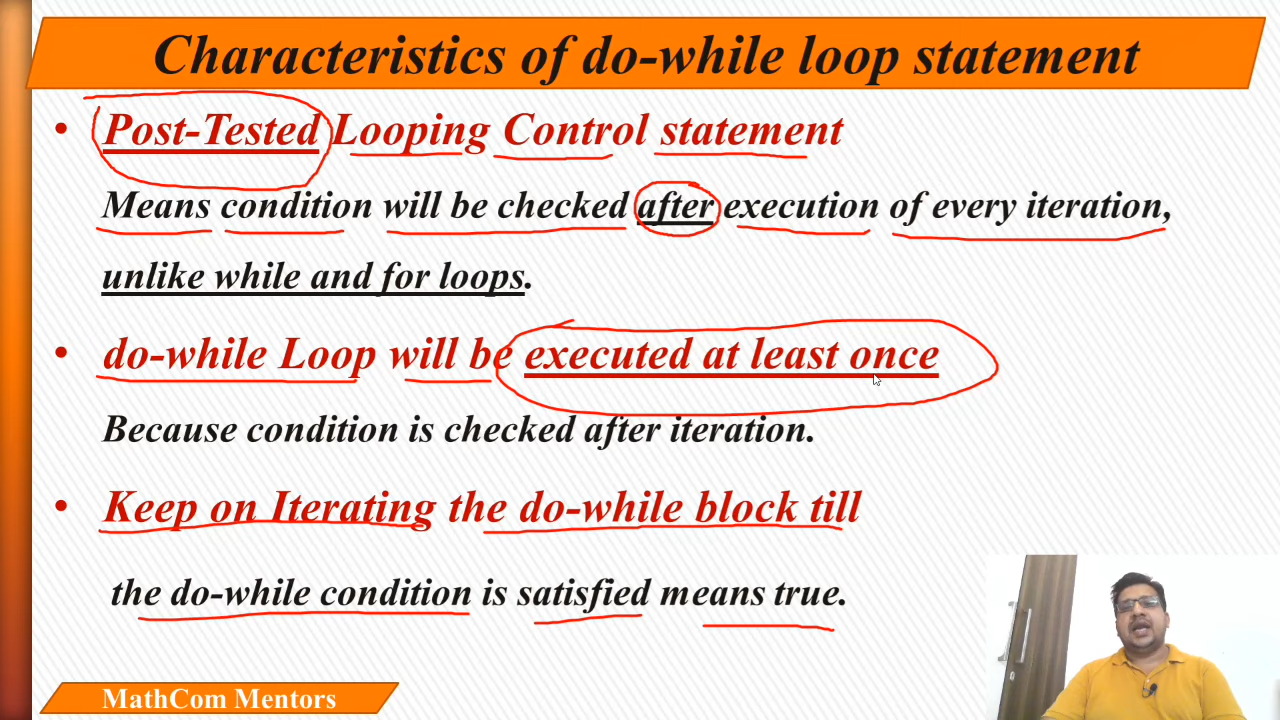 Characteristics of do-while loop statement
• Post-Tested Looping Control statement
Means condition will be checked after execution of every iteration,
unlike while and for loops.
• do-while Loop will be executed at least once
Because condition is checked after iteration.
• Keep on Iterating the do-while block till
the do-while condition is satisfied means true.
MathCom Mentors